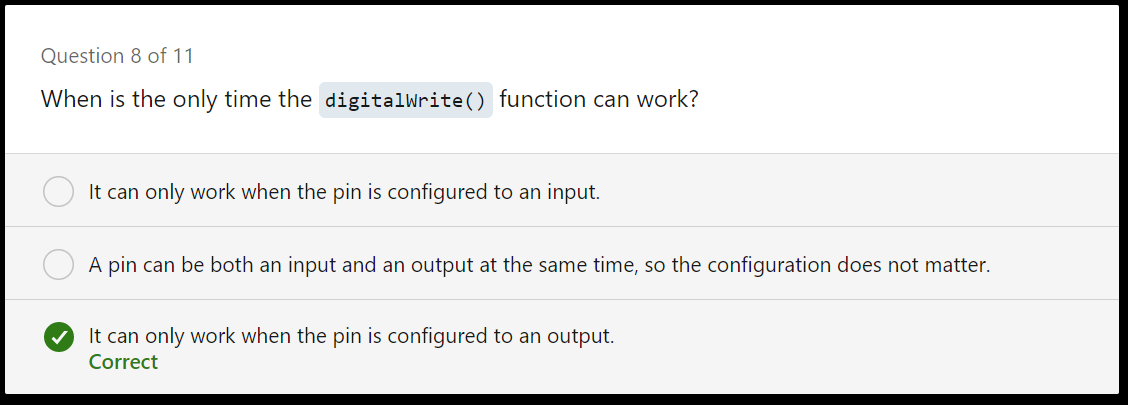 Question 8 of 11
When is the only time the digitalWrite() function can work?
It can only work when the pin is configured to an input.
A pin can be both an input and an output at the same time, so the configuration does not matter.
It can only work when the pin is configured to an output.
Correct